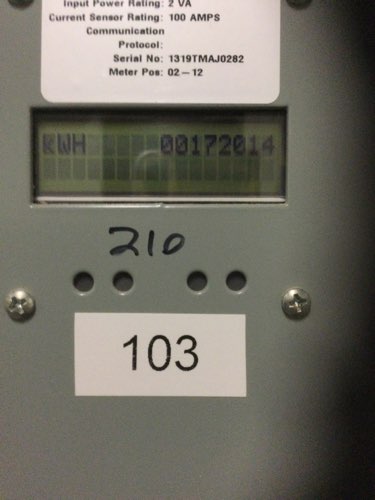 Input Power Rating: 2 VA
Current Sensor Rating: 100 AMPS
Communication
Protocol:
Serial No: 1319TMAJ0282
Meter Pos: 02-12
KWH 00172014
210
103